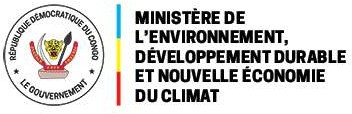 RÉPUBLIQUE DÉMOCRATIQUE DU CONGO
LE GOUVERNEMENT
MINISTÈRE DE
L'ENVIRONNEMENT,
DÉVELOPPEMENT DURABLE
ET NOUVELLE ÉCONOMIE
DU CLIMAT